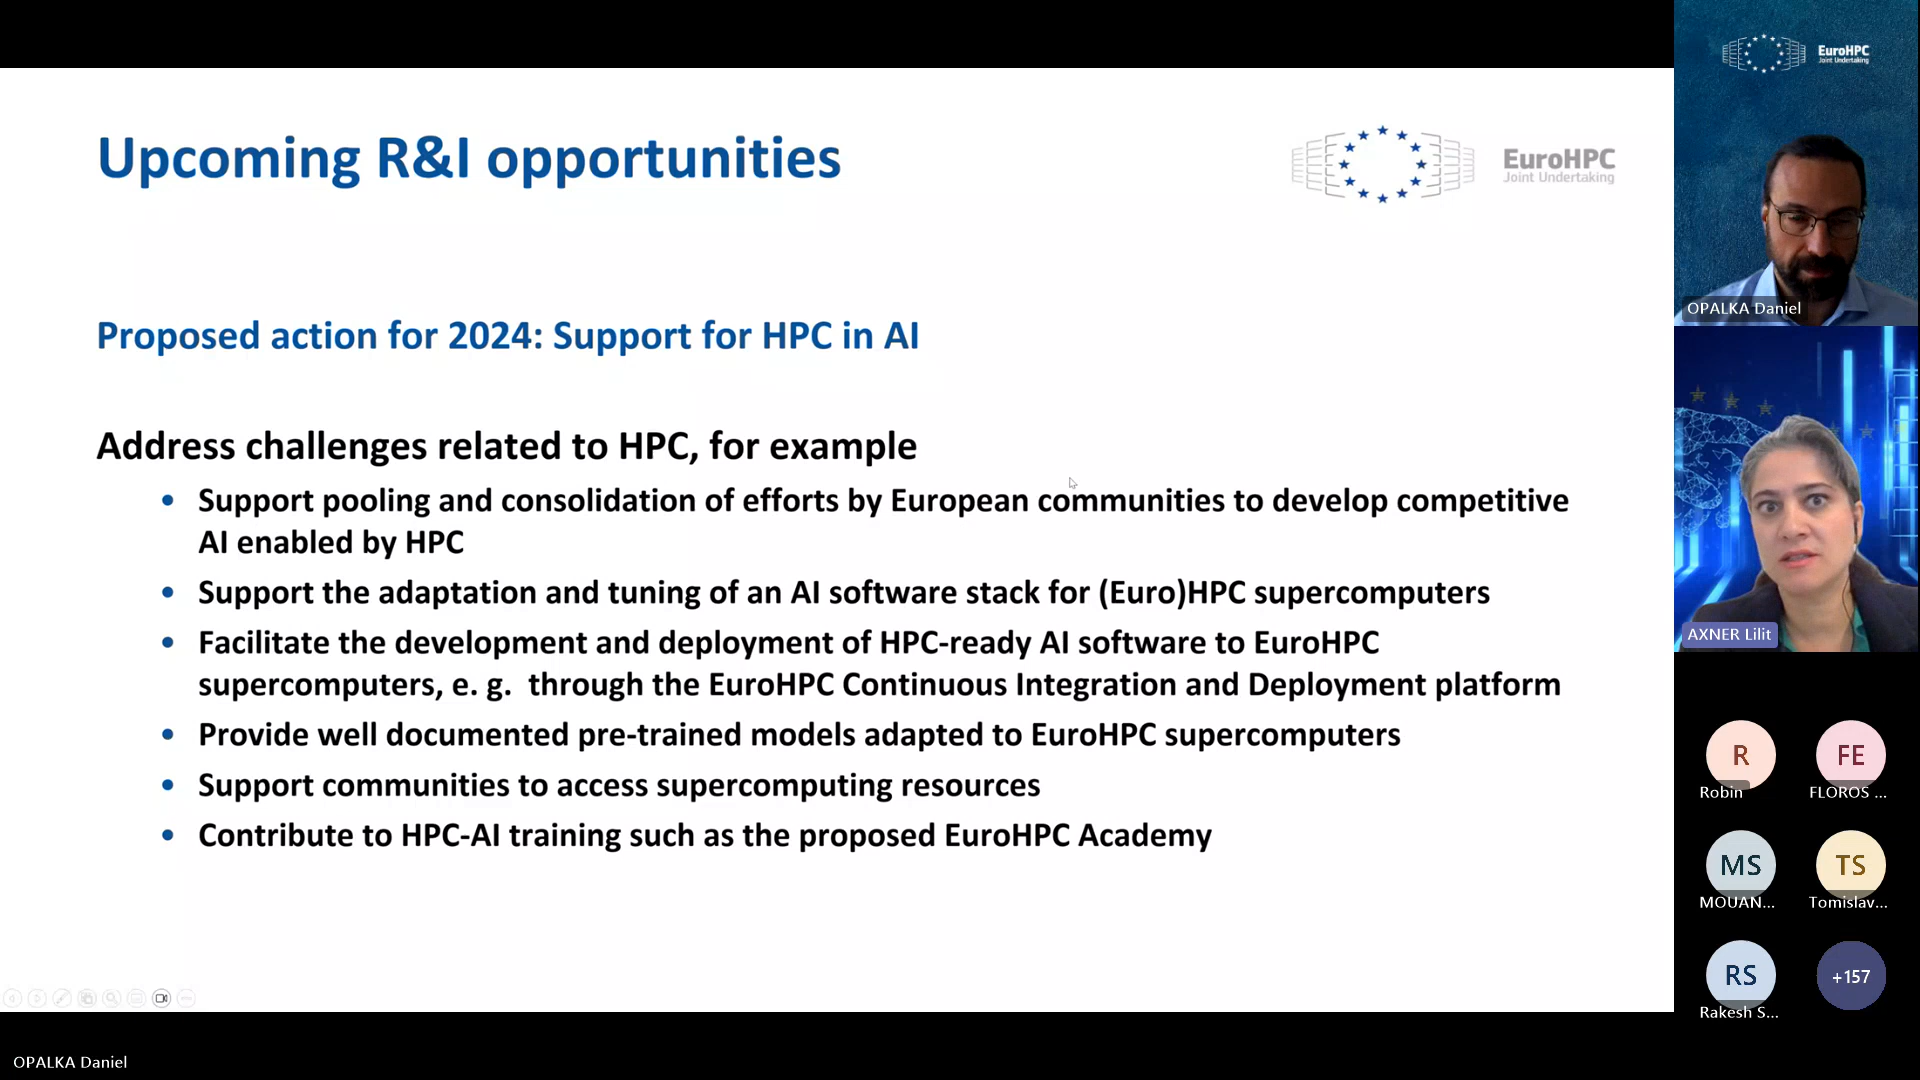 Upcoming R&I opportunities
EuroHPC
Joint Undertaking
Proposed action for 2024: Support for HPC in AI
Address challenges related to HPC, for example
• Support pooling and consolidation of efforts by European communities to develop competitive
AI enabled by HPC
• Support the adaptation and tuning of an AI software stack for (Euro)HPC supercomputers
• Facilitate the development and deployment of HPC-ready AI software to EuroHPC
supercomputers, e. g. through the EuroHPC Continuous Integration and Deployment platform
• Provide well documented pre-trained models adapted to EuroHPC supercomputers
• Support communities to access supercomputing resources
• Contribute to HPC-AI training such as the proposed EuroHPC Academy
OPALKA Daniel
EuroHPC
Joint Undertaking
OPALKA Daniel
AXNER Lilit
R
Robin
FE
FLOROS ...
MS
MOUAN...
TS
Tomislav...
RS
Rakesh S...
+157